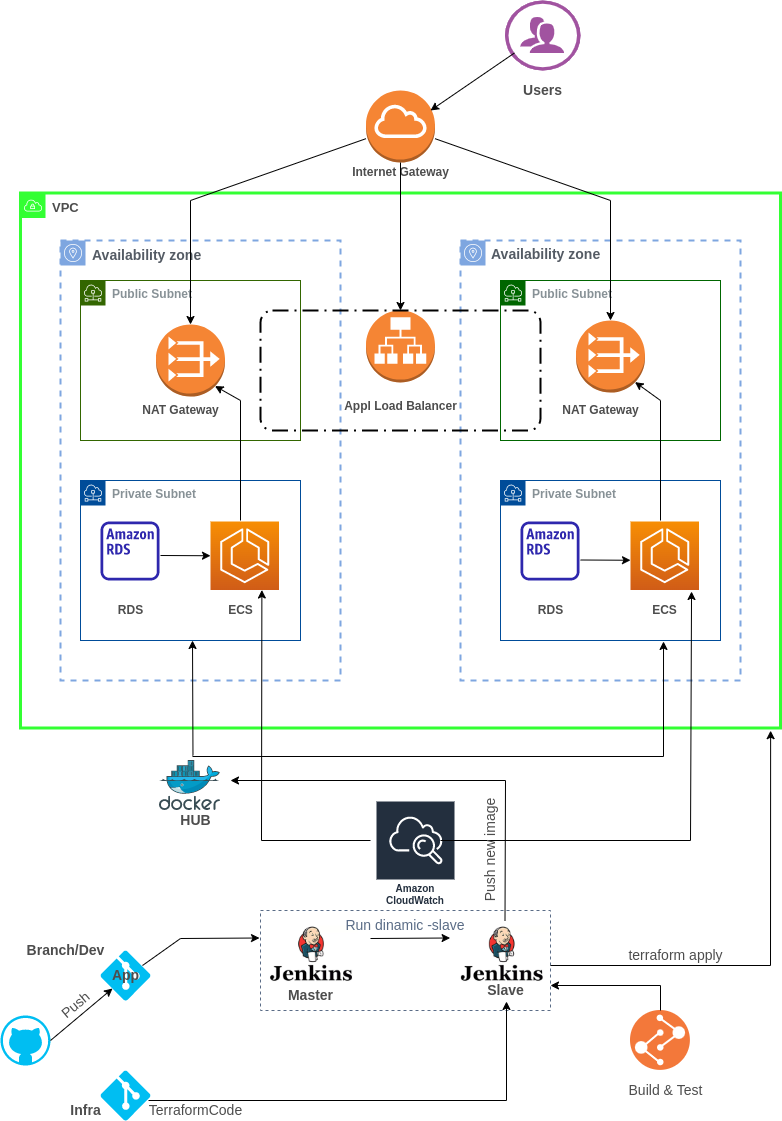 Users
Internet Gateway
VPC
Availability zone
Availability zone
Public Subnet
Public Subnet
NAT Gateway
Appl Load Balancer
NAT Gateway
Private Subnet
Private Subnet
Amazon
RDS
Amazon
RDS
RDS
ECS
RDS
ECS
docker
HUB
Push new image
Amazon
CloudWatch
Run dinamic -slave
Branch/Dev
App
Jenkins
Master
Jenkins
Slave
terraform apply
Push
Build & Test
Infra
TerraformCode